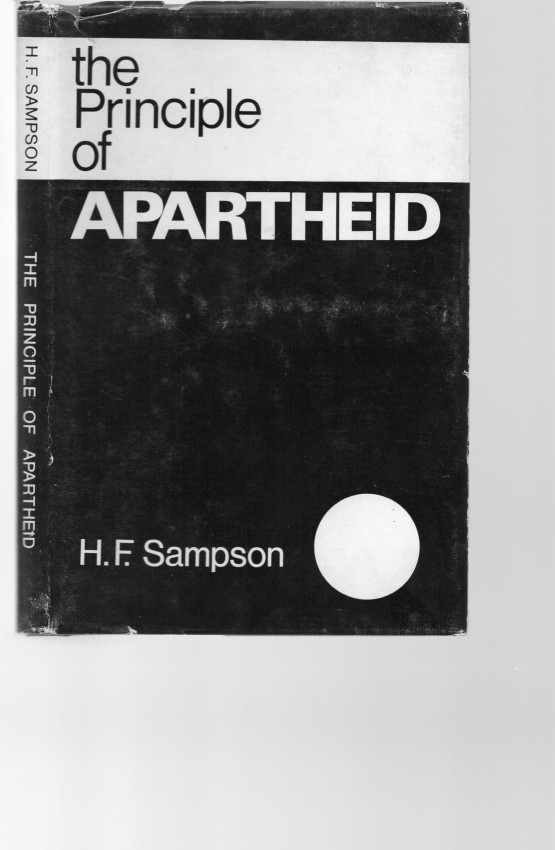 H.F. SAMPSON
THE PRINCIPLE OF APARTHEID
the
Principle
of
APARTHEID
H.F. Sampson